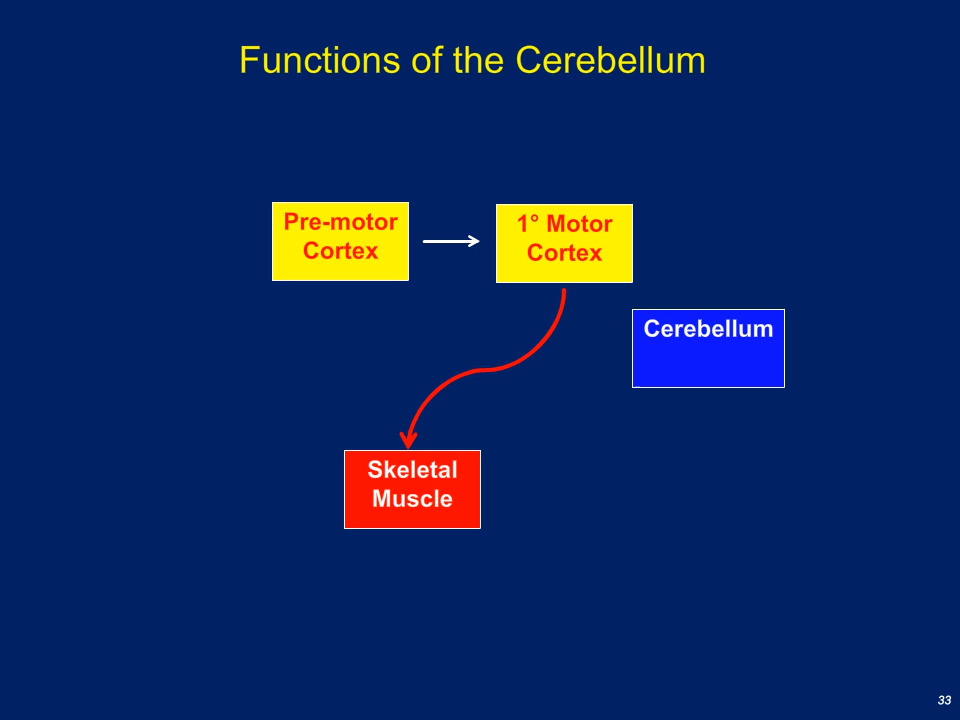 Functions of the Cerebellum
Pre-motor
Cortex
1° Motor
Cortex
Cerebellum
Skeletal
Muscle
33